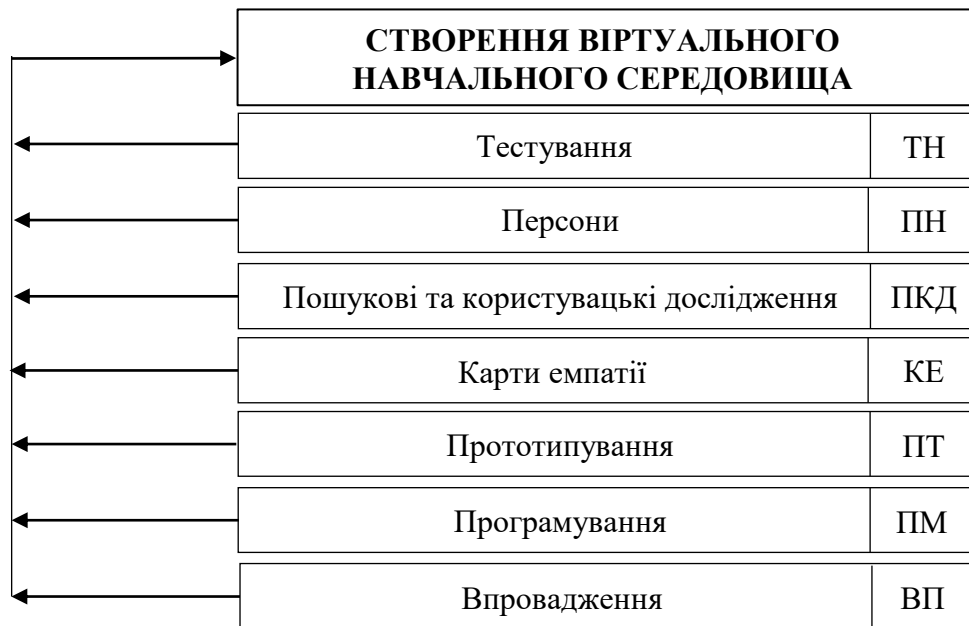 СТВОРЕННЯ ВІРТУАЛЬНОГО
НАВЧАЛЬНОГО СЕРЕДОВИЩА
Тестування ТН
Персони ПН
Пошукові та користувацькі дослідження ПКД
Карти емпатії КЕ
Прототипування ПТ
Програмування ПМ
Впровадження ВП